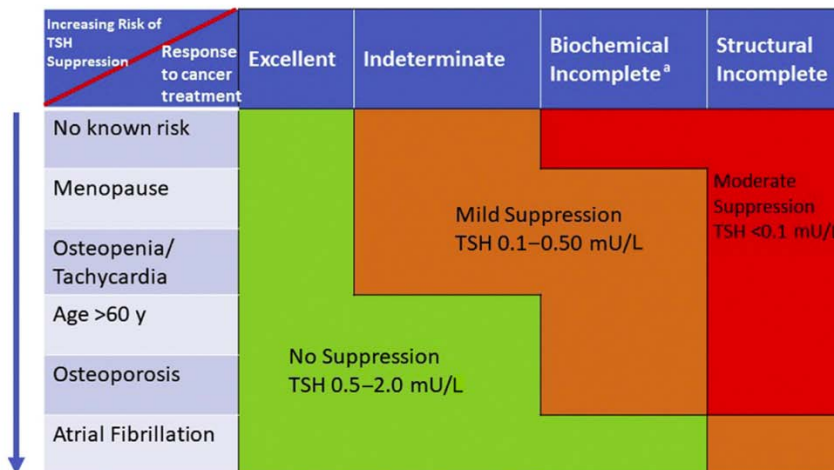 Increasing Risk of
TSH
Suppression
Response
to cancer
treatment
Excellent
Indeterminate
Biochemical
Incompleteᵃ
Structural
Incomplete
No known risk
Menopause
Osteopenia/
Tachycardia
Age >60 y
Osteoporosis
Atrial Fibrillation
Mild Suppression
TSH 0.1–0.50 mU/L
Moderate
Suppression
TSH <0.1 mU/L
No Suppression
TSH 0.5–2.0 mU/L